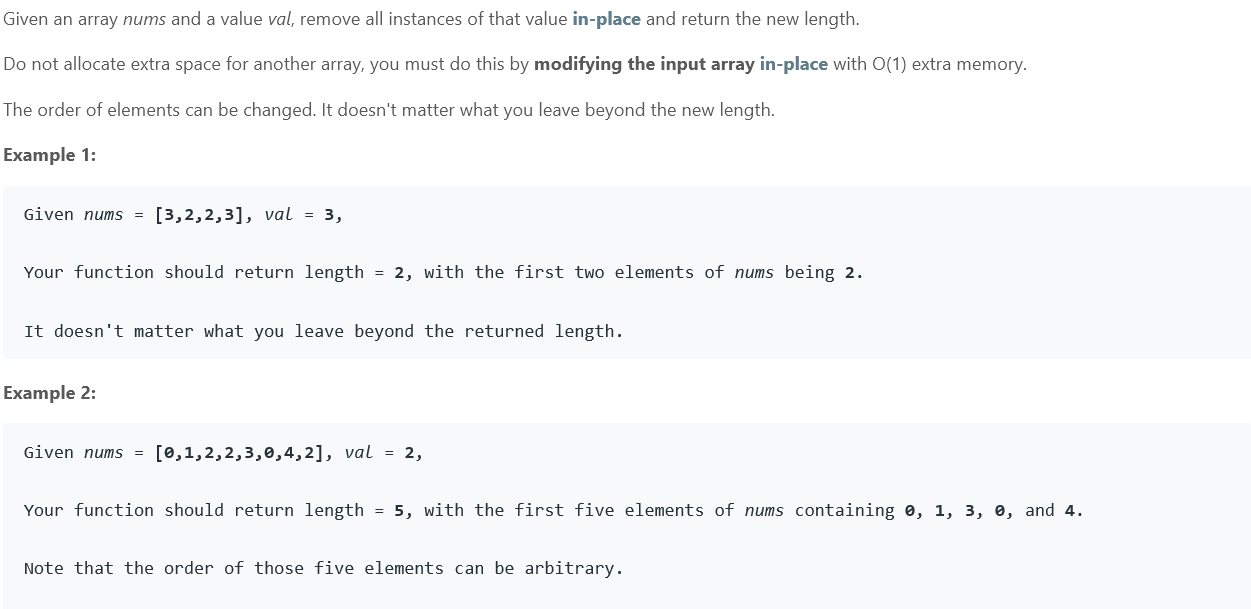 Given an array nums and a value val, remove all instances of that value in-place and return the new length.
Do not allocate extra space for another array, you must do this by modifying the input array in-place with O(1) extra memory.
The order of elements can be changed. It doesn't matter what you leave beyond the new length.
Example 1:
Given nums = [3,2,2,3], val = 3,
Your function should return length = 2, with the first two elements of nums being 2.
It doesn't matter what you leave beyond the returned length.
Example 2:
Given nums = [0,1,2,2,3,0,4,2], val = 2,
Your function should return length = 5, with the first five elements of nums containing 0, 1, 3, 0, and 4.
Note that the order of those five elements can be arbitrary.